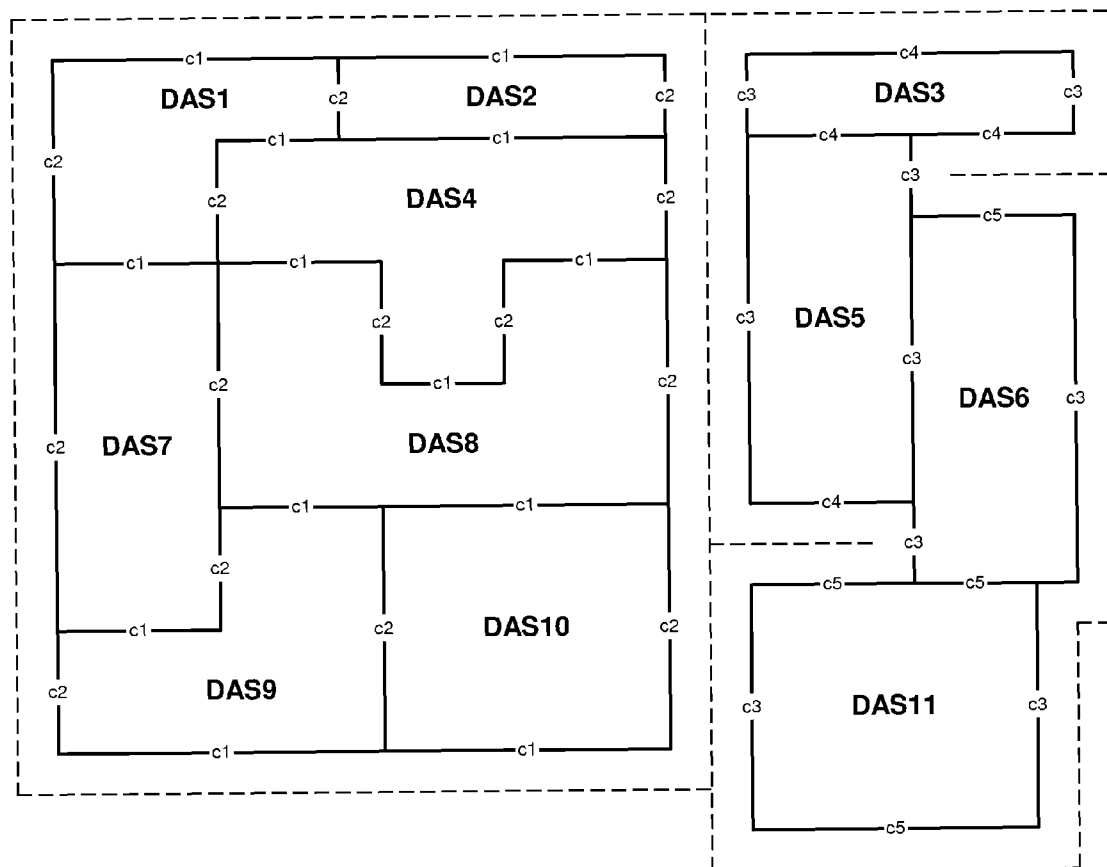 c1 c1 c4
DAS1 c2 DAS2 c2 c3 DAS3 c3
c1 c1 c4 c4
c2 c3
c2 DAS4 c2 c5
c1 c1 c1
c2 c2 c3 DAS5
c2 c1 c2 c3
c2 DAS7 DAS8 DAS6 c3
c1 c1 c4
c2 c3
c1 c2 DAS10 c2 c5 c5
c2 DAS9 c3 DAS11 c3
c1 c1
c5